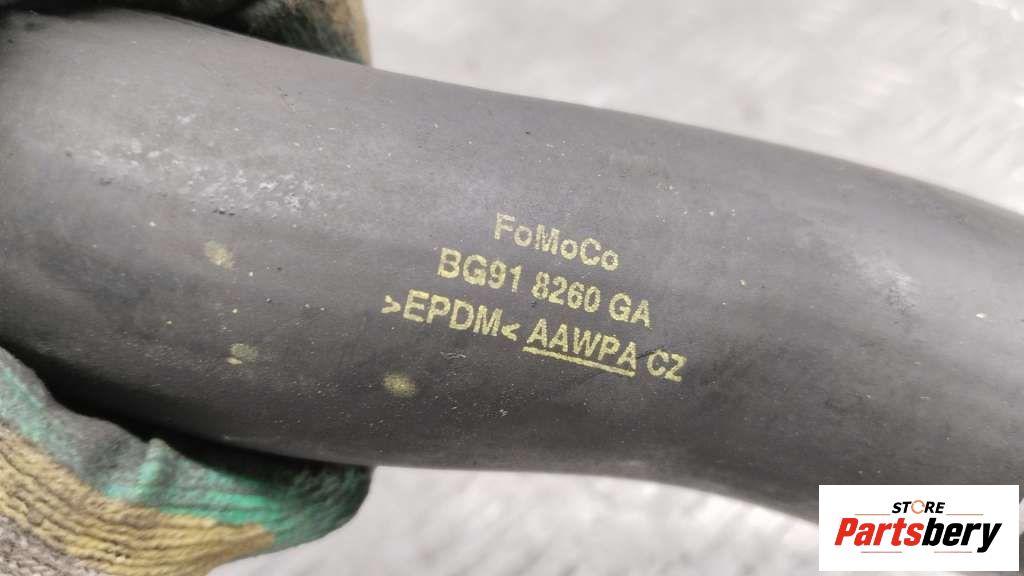 FoMoCo
BG91 8260 GA
>EPDM< AAWPA CZ
STORE
Partsbery